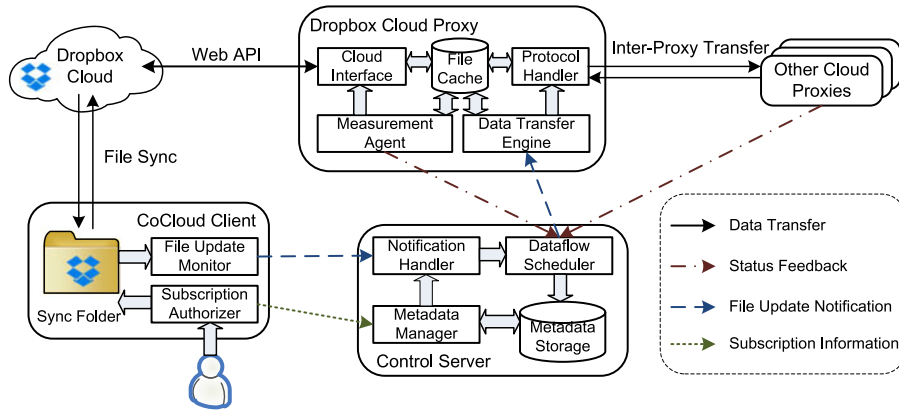 Dropbox Cloud Proxy
Dropbox
Cloud
Web API
Cloud
Interface
File
Cache
Protocol
Handler
Inter-Proxy Transfer
Other Cloud
Proxies
Measurement
Agent
Data Transfer
Engine
File Sync
CoCloud Client
File Update
Monitor
Sync Folder
Subscription
Authorizer
Notification
Handler
Dataflow
Scheduler
Metadata
Manager
Metadata
Storage
Control Server
Data Transfer
Status Feedback
File Update Notification
Subscription Information